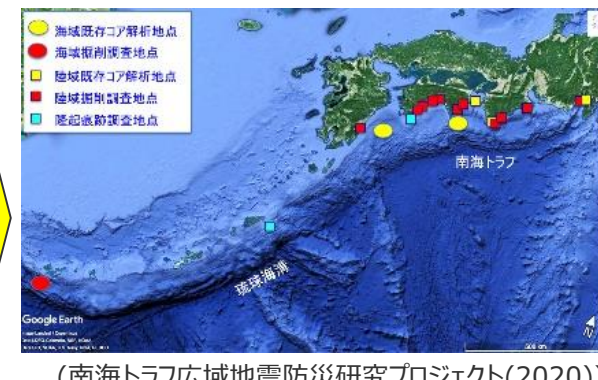 海域既存コア解析地点
海域掘削調査地点
陸域既存コア解析地点
陸域掘削調査地点
隆起痕跡調査地点
南海トラフ
琉球海溝
Google Earth
N
(南海トラフ広域地震防災研究プロジェクト(2020))